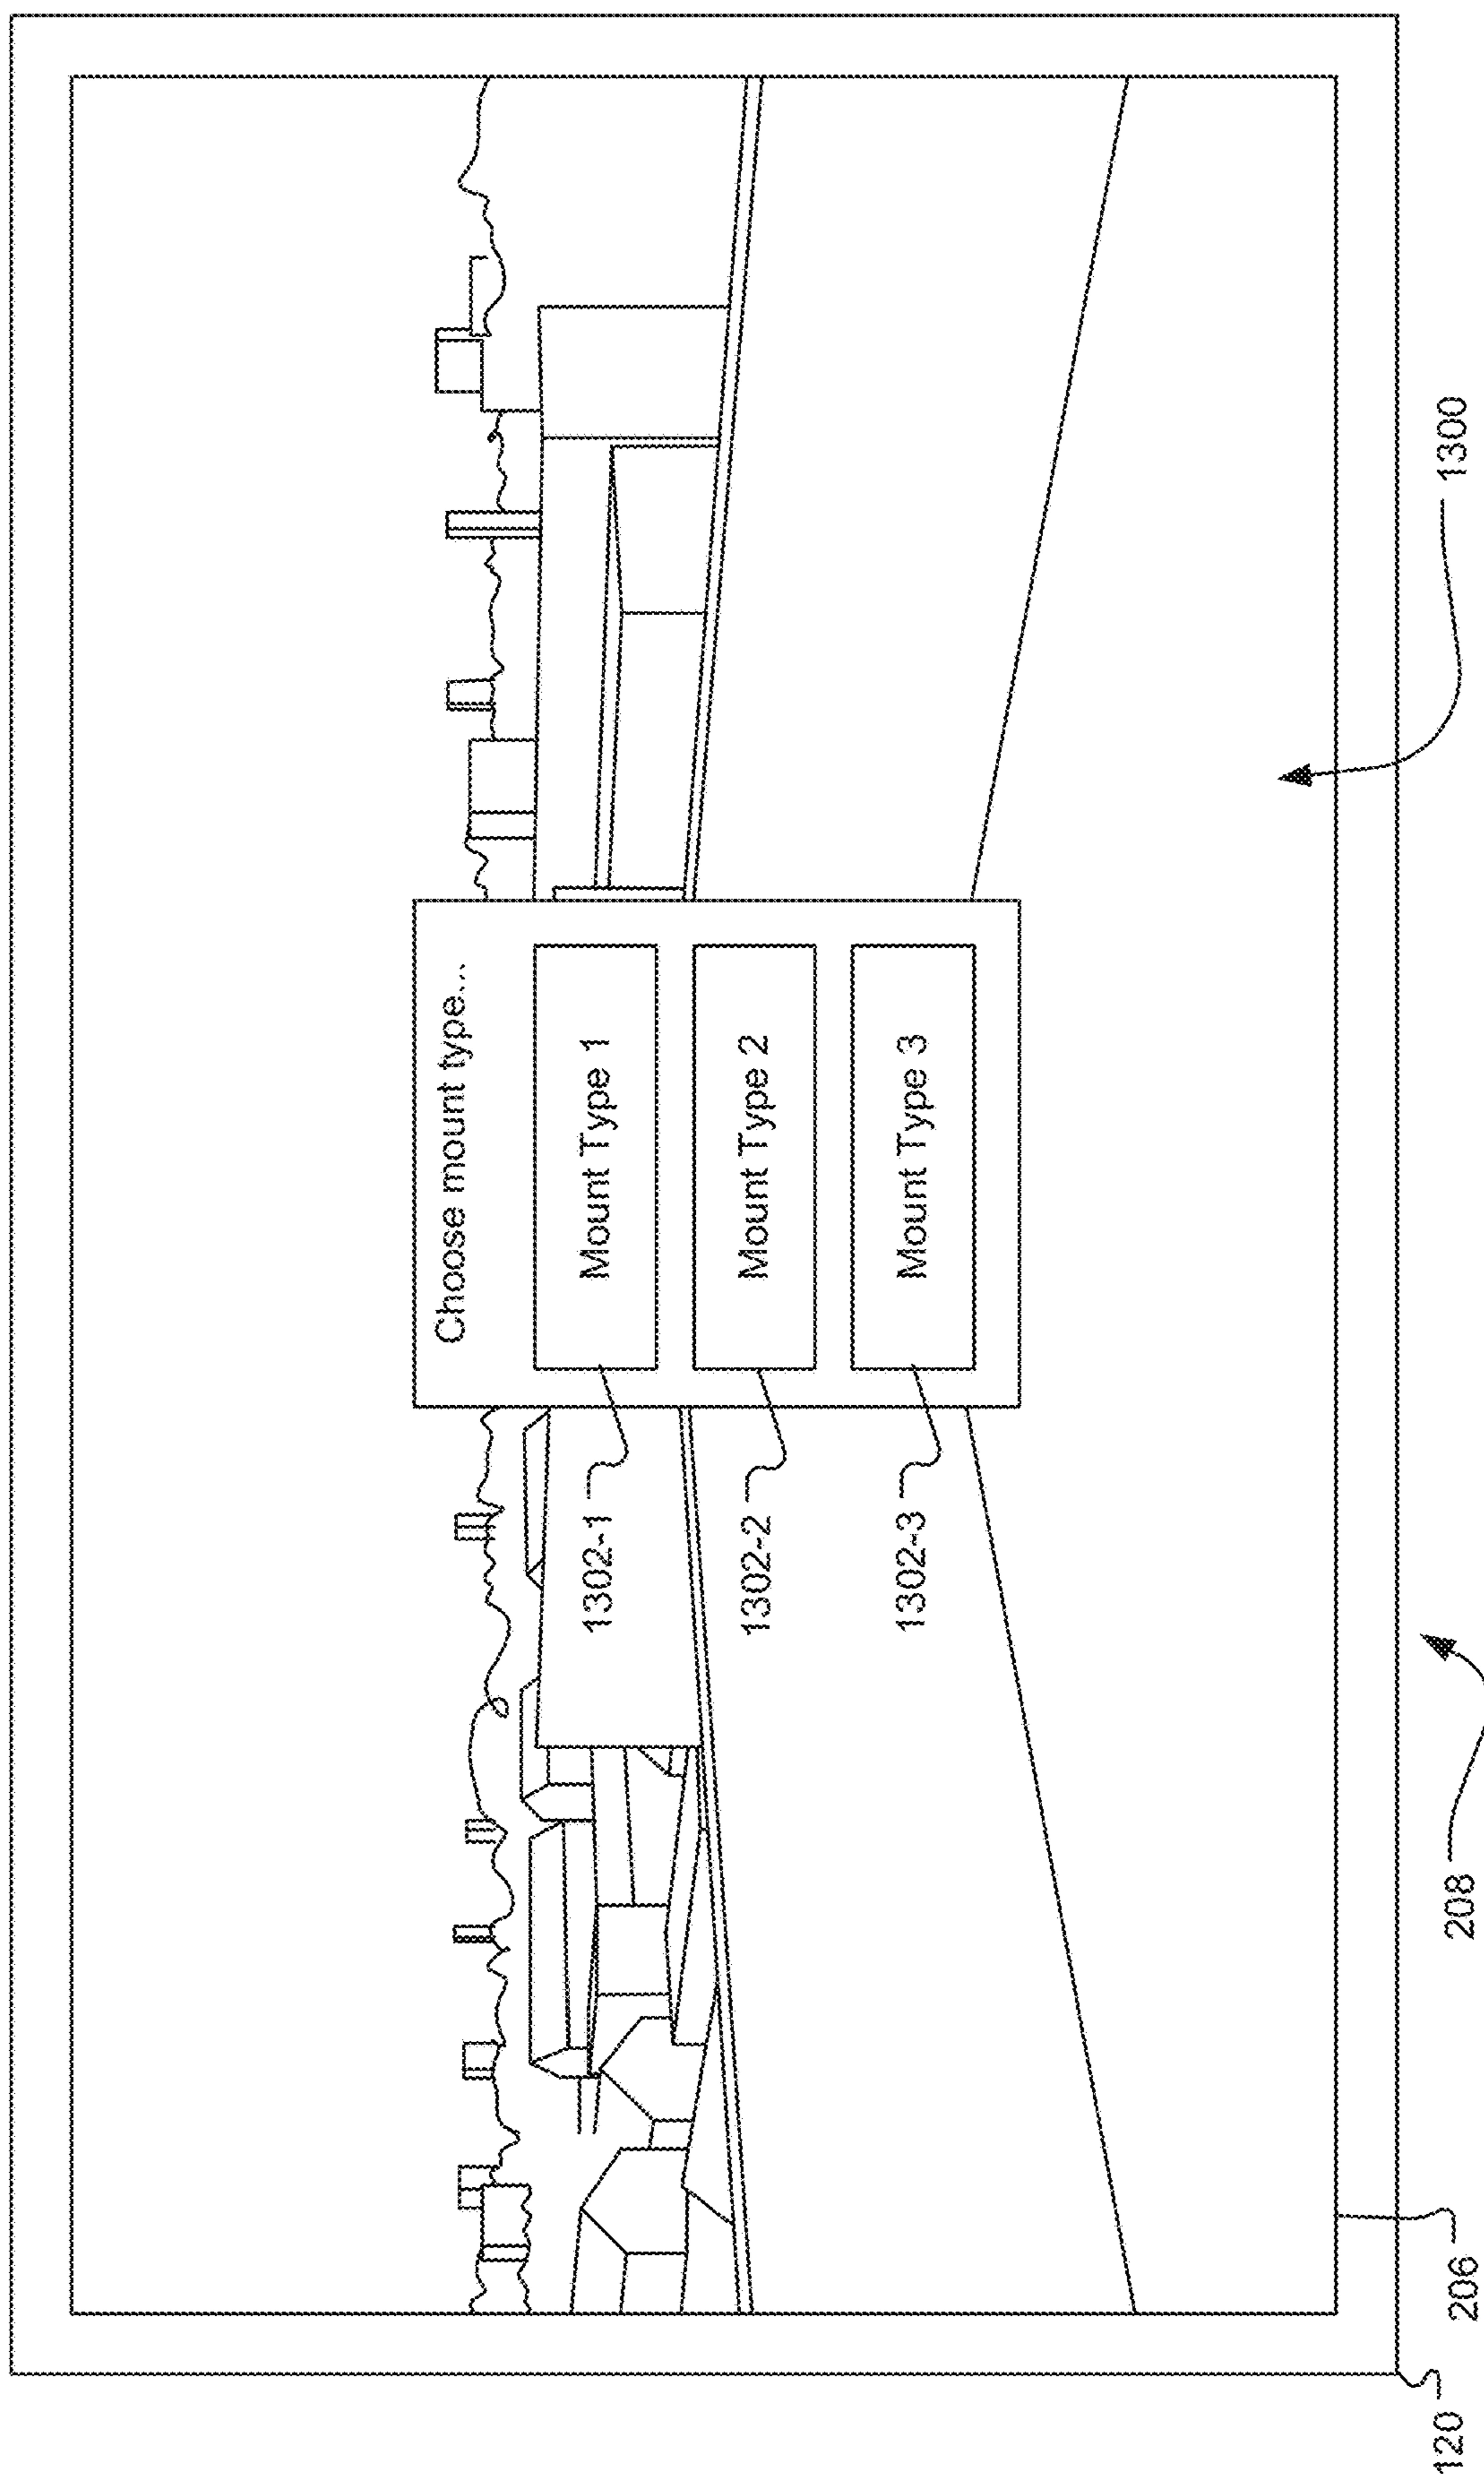 Choose mount type...
Mount Type 1
1302-1
Mount Type 2
1302-2
Mount Type 3
1302-3
1300
208
206
120